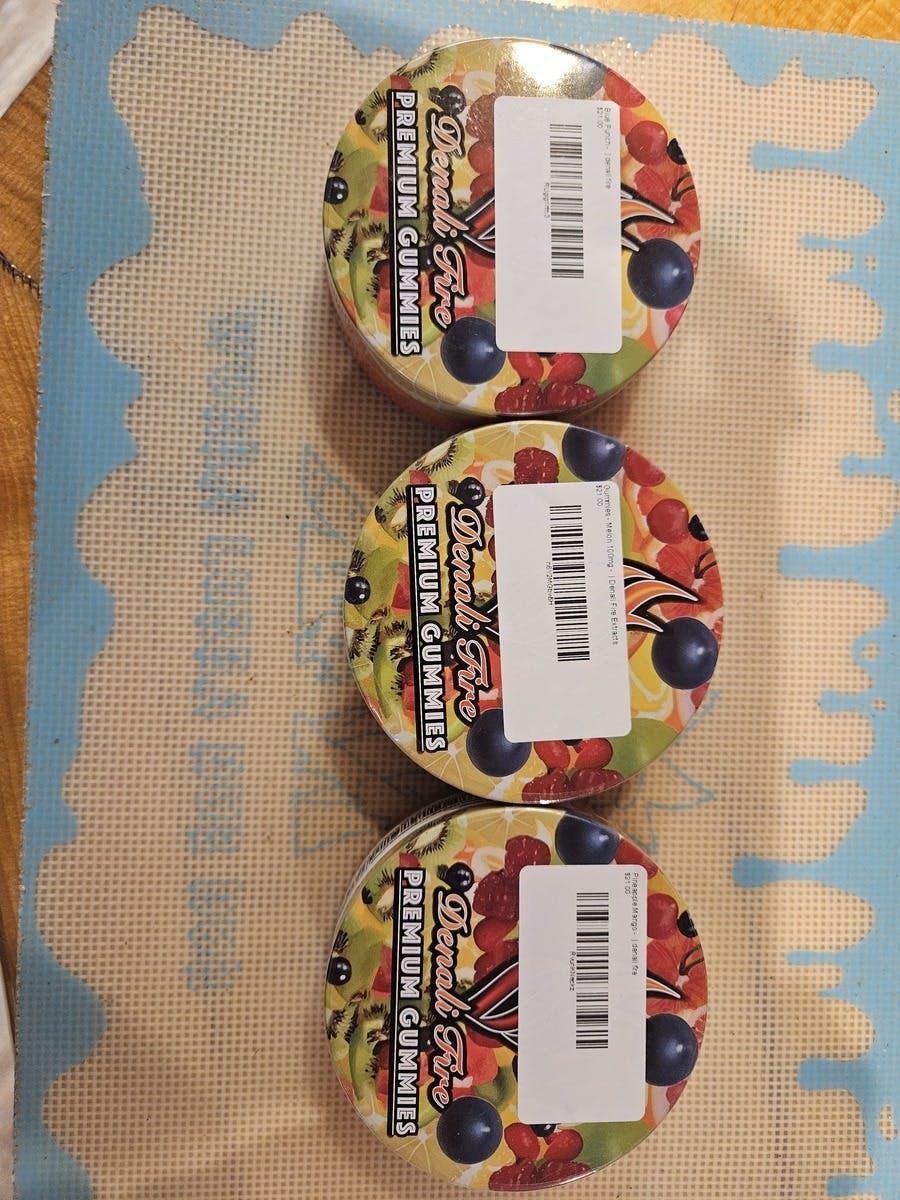 Blue Punch - | denali fire
$21.00
Denali Fire
PREMIUM GUMMIES
Gummies - Melon 100mg - | Denali Fire Extracts
$21.00
Denali Fire
PREMIUM GUMMIES
Pineapple Mango - | denali fire
$21.00
Denali Fire
PREMIUM GUMMIES